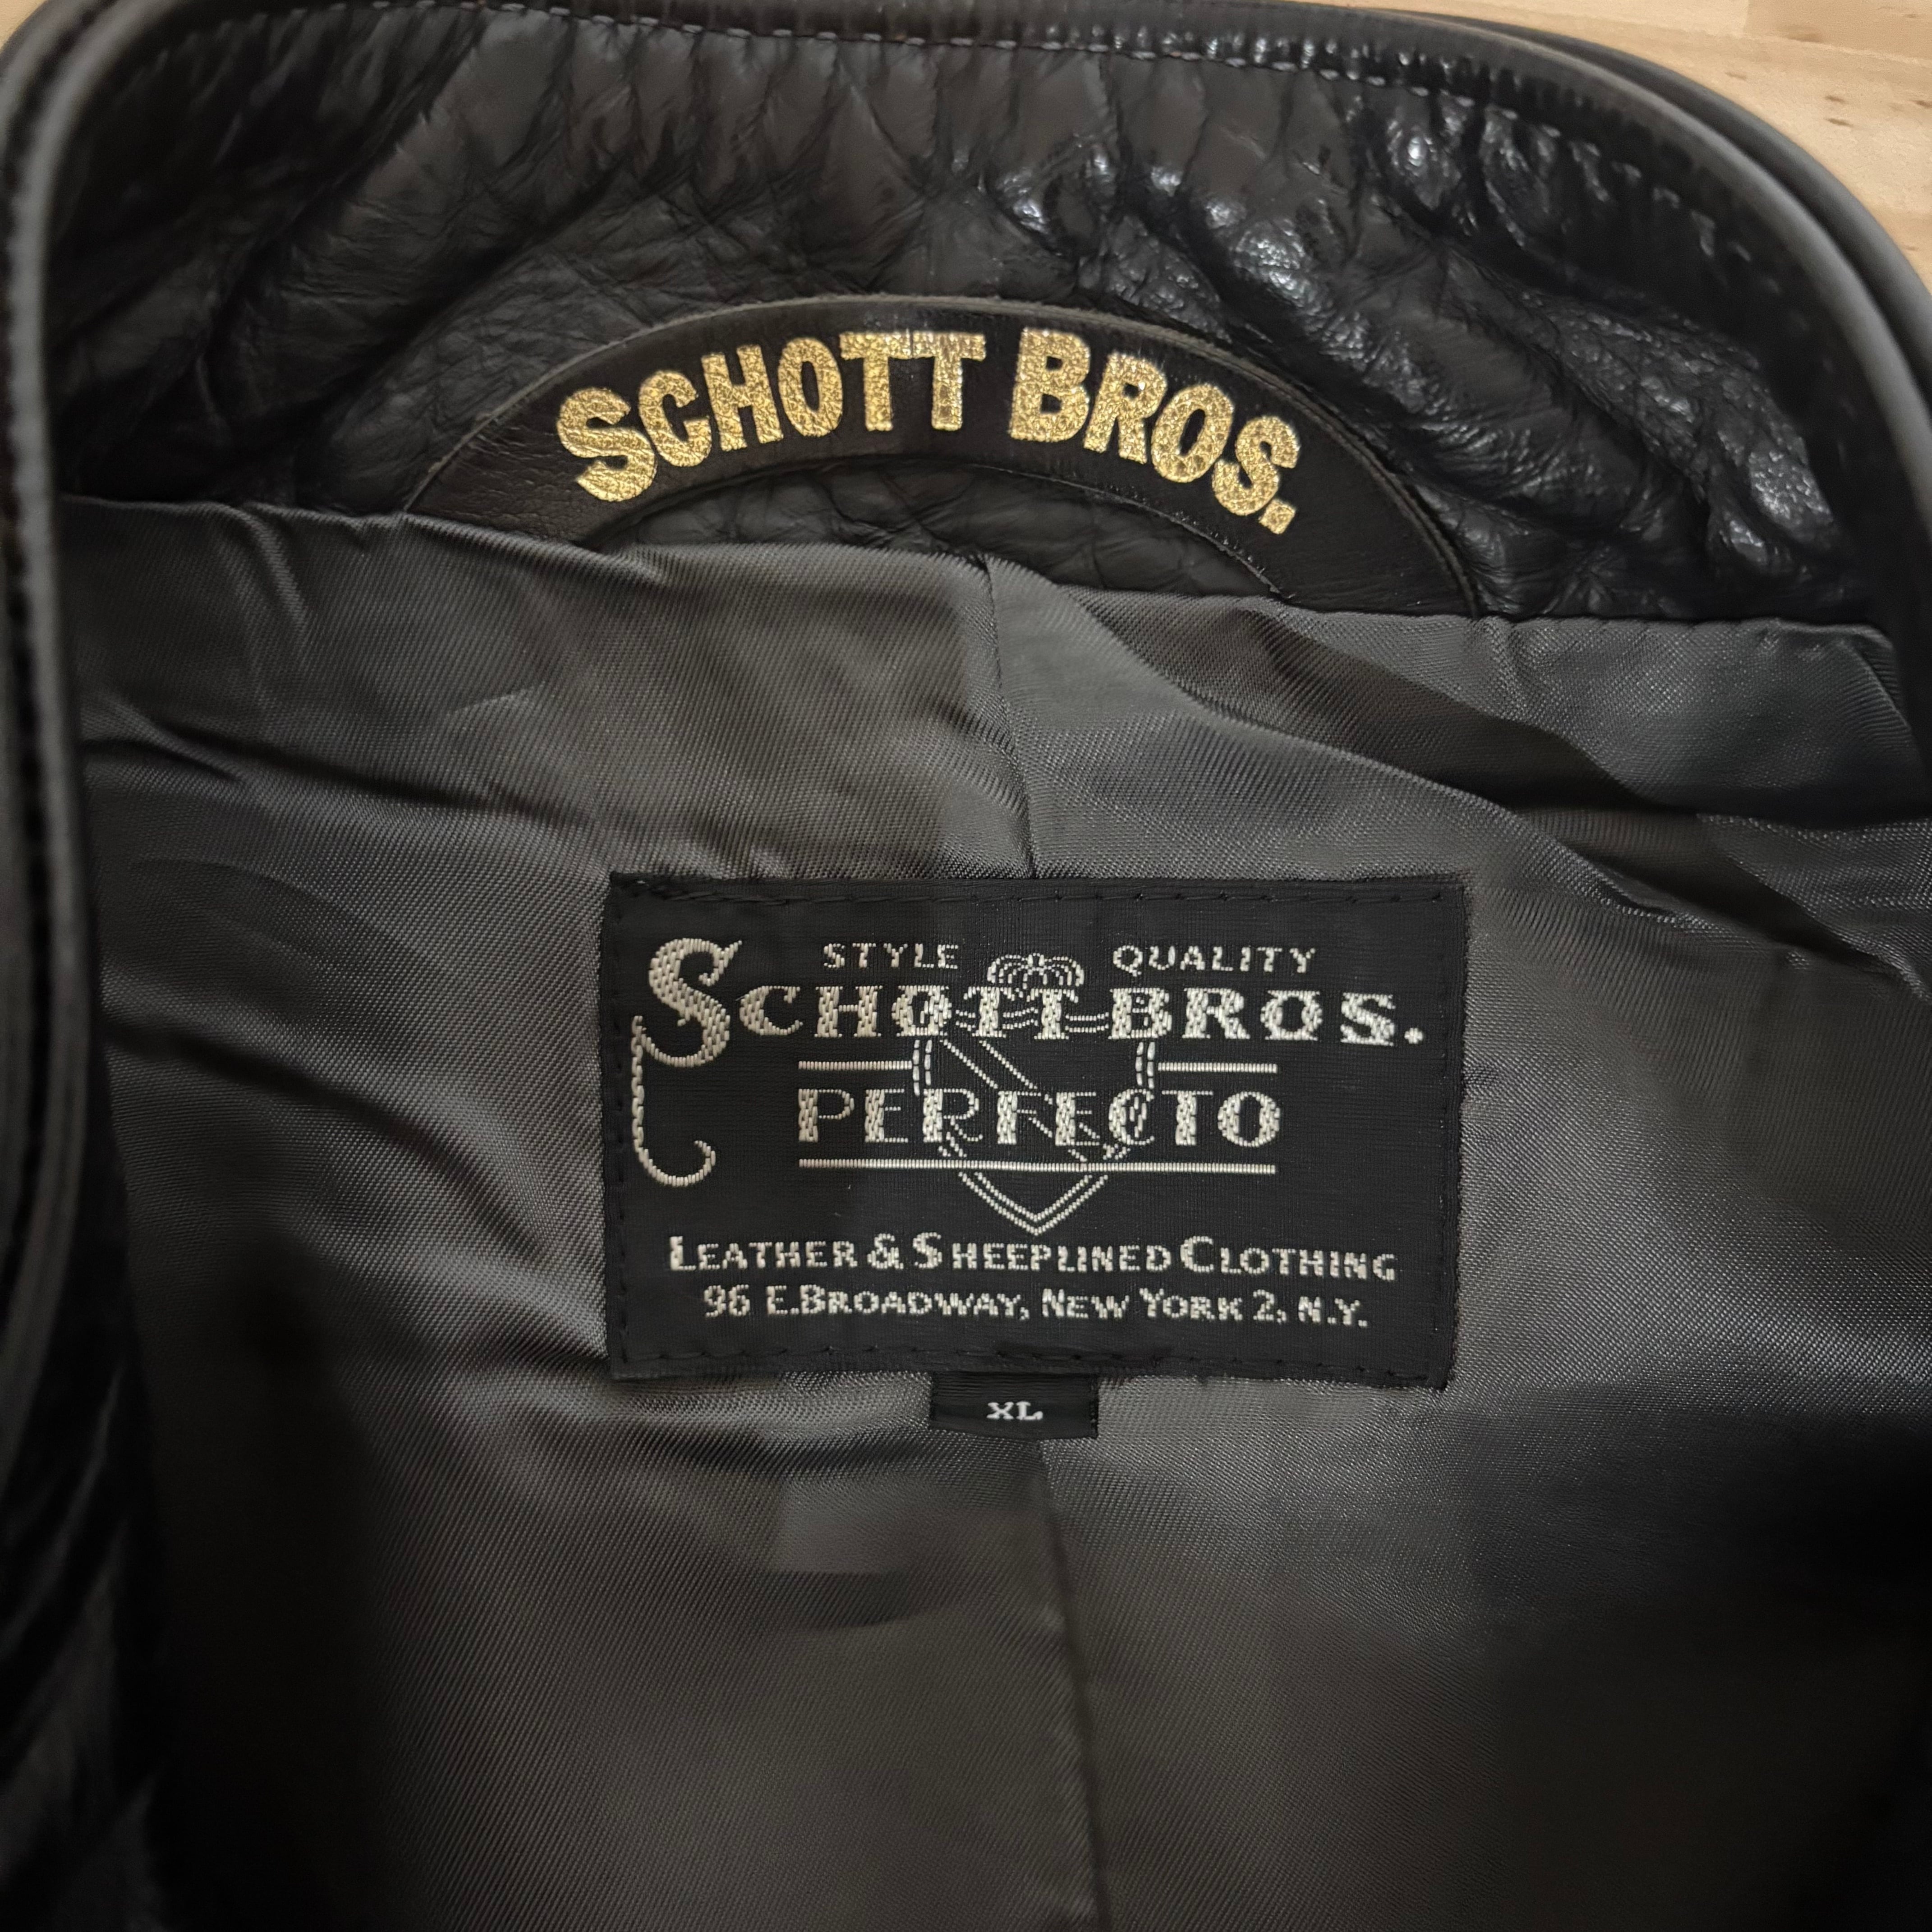 SCHOTT BROS.
STYLE QUALITY
SCHOTT BROS.
PERFECTO
LEATHER & SHEEPLINED CLOTHING
96 E.BROADWAY, NEW YORK 2, N.Y.
XL